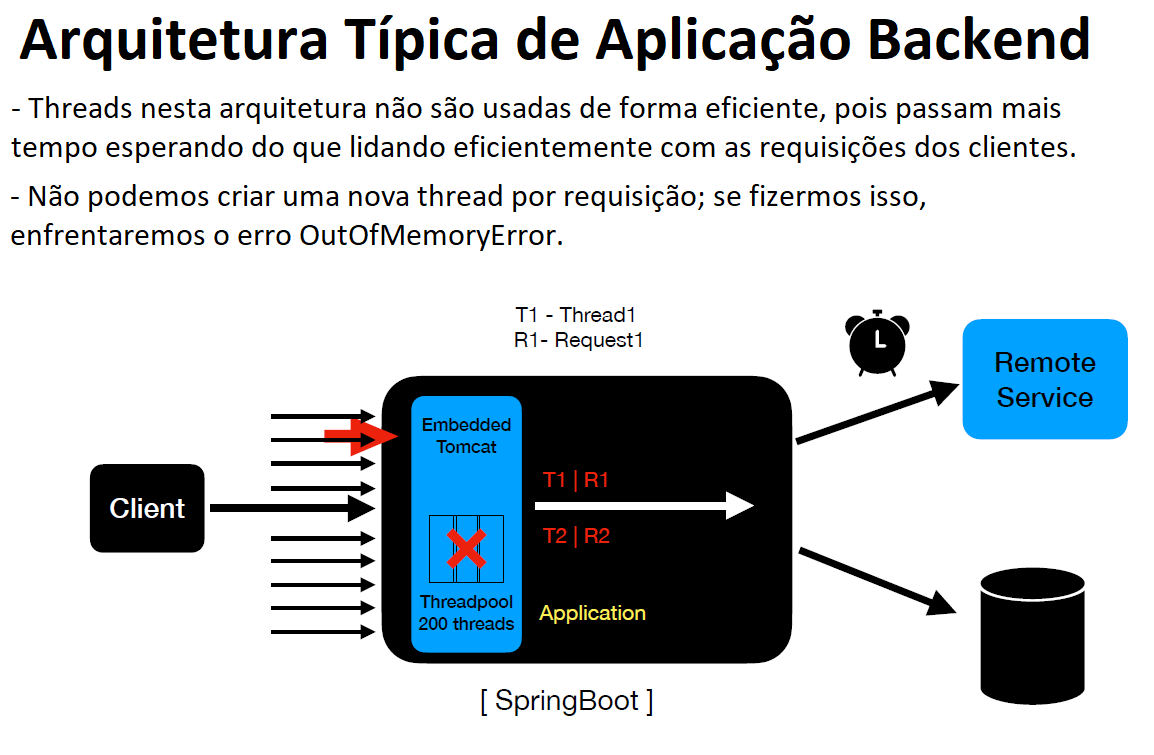 Arquitetura Típica de Aplicação Backend
- Threads nesta arquitetura não são usadas de forma eficiente, pois passam mais
tempo esperando do que lidando eficientemente com as requisições dos clientes.
- Não podemos criar uma nova thread por requisição; se fizermos isso,
enfrentaremos o erro OutOfMemoryError.
T1 - Thread1
R1- Request1
Remote
Service
Embedded
Tomcat
Client
T1 | R1
T2 | R2
Threadpool
200 threads
Application
[ SpringBoot ]